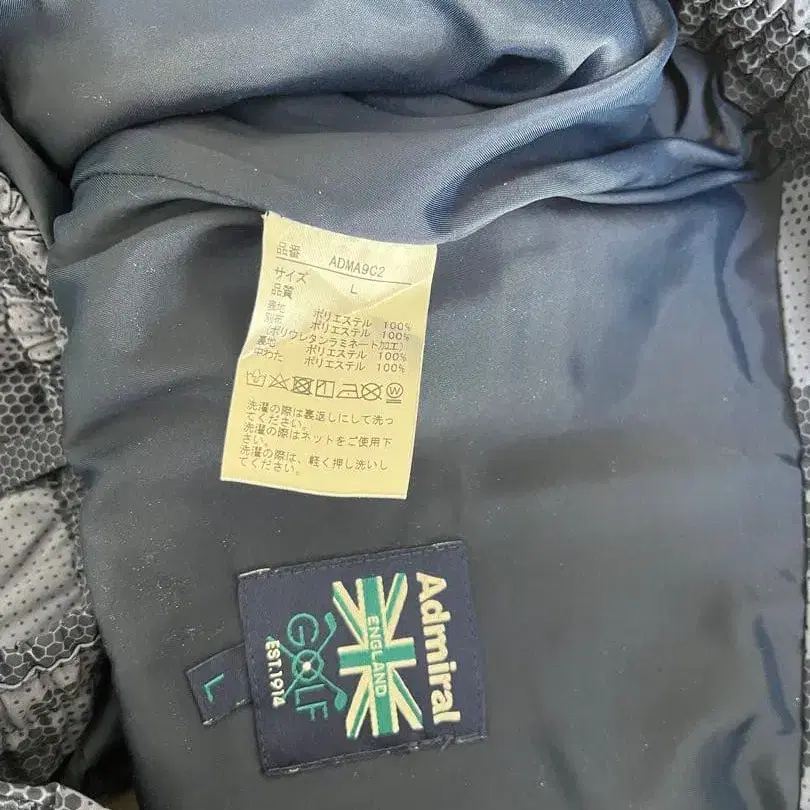 品番 ADMA9C2
サイズ L
品質
表地 ポリエステル 100%
別布 ポリエステル 100%
(ポリウレタンラミネート加工)
裏地 ポリエステル 100%
中わた ポリエステル 100%
W
洗濯の際は裏返しにして洗っ
てください。
洗濯の際はネットをご使用下
さい。
洗濯の際は、軽く押し洗いし
てください。
Admiral
ENGLAND
GOLF
EST.1914
L